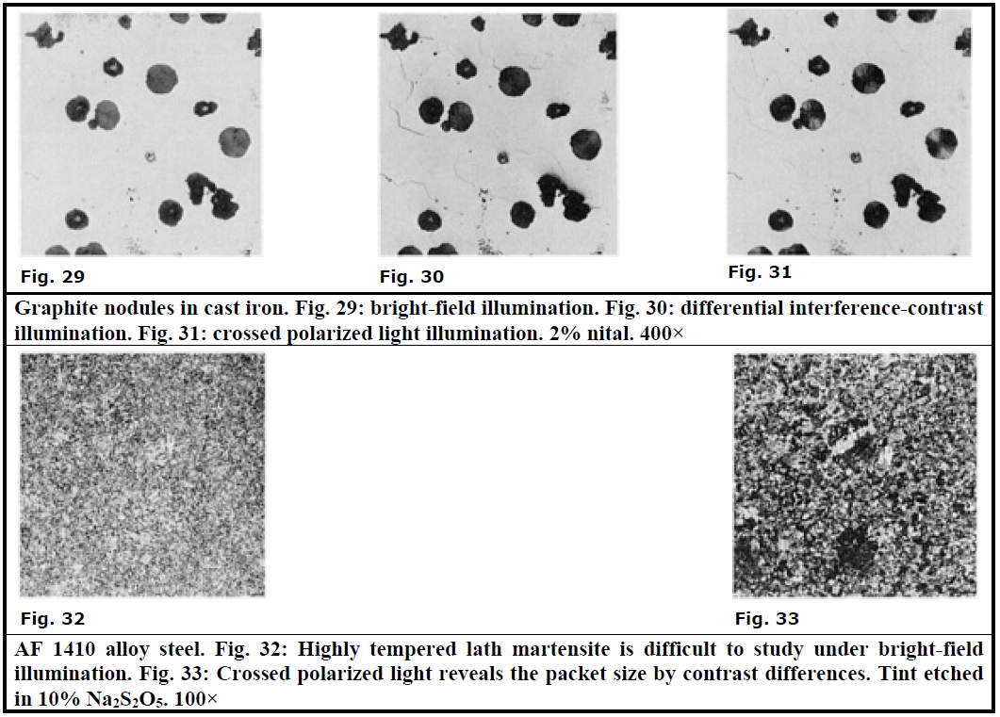 Fig. 29
Fig. 30
Fig. 31
Graphite nodules in cast iron. Fig. 29: bright-field illumination. Fig. 30: differential interference-contrast
illumination. Fig. 31: crossed polarized light illumination. 2% nital. 400×
Fig. 32
Fig. 33
AF 1410 alloy steel. Fig. 32: Highly tempered lath martensite is difficult to study under bright-field
illumination. Fig. 33: Crossed polarized light reveals the packet size by contrast differences. Tint etched
in 10% Na₂S₂O₅. 100×